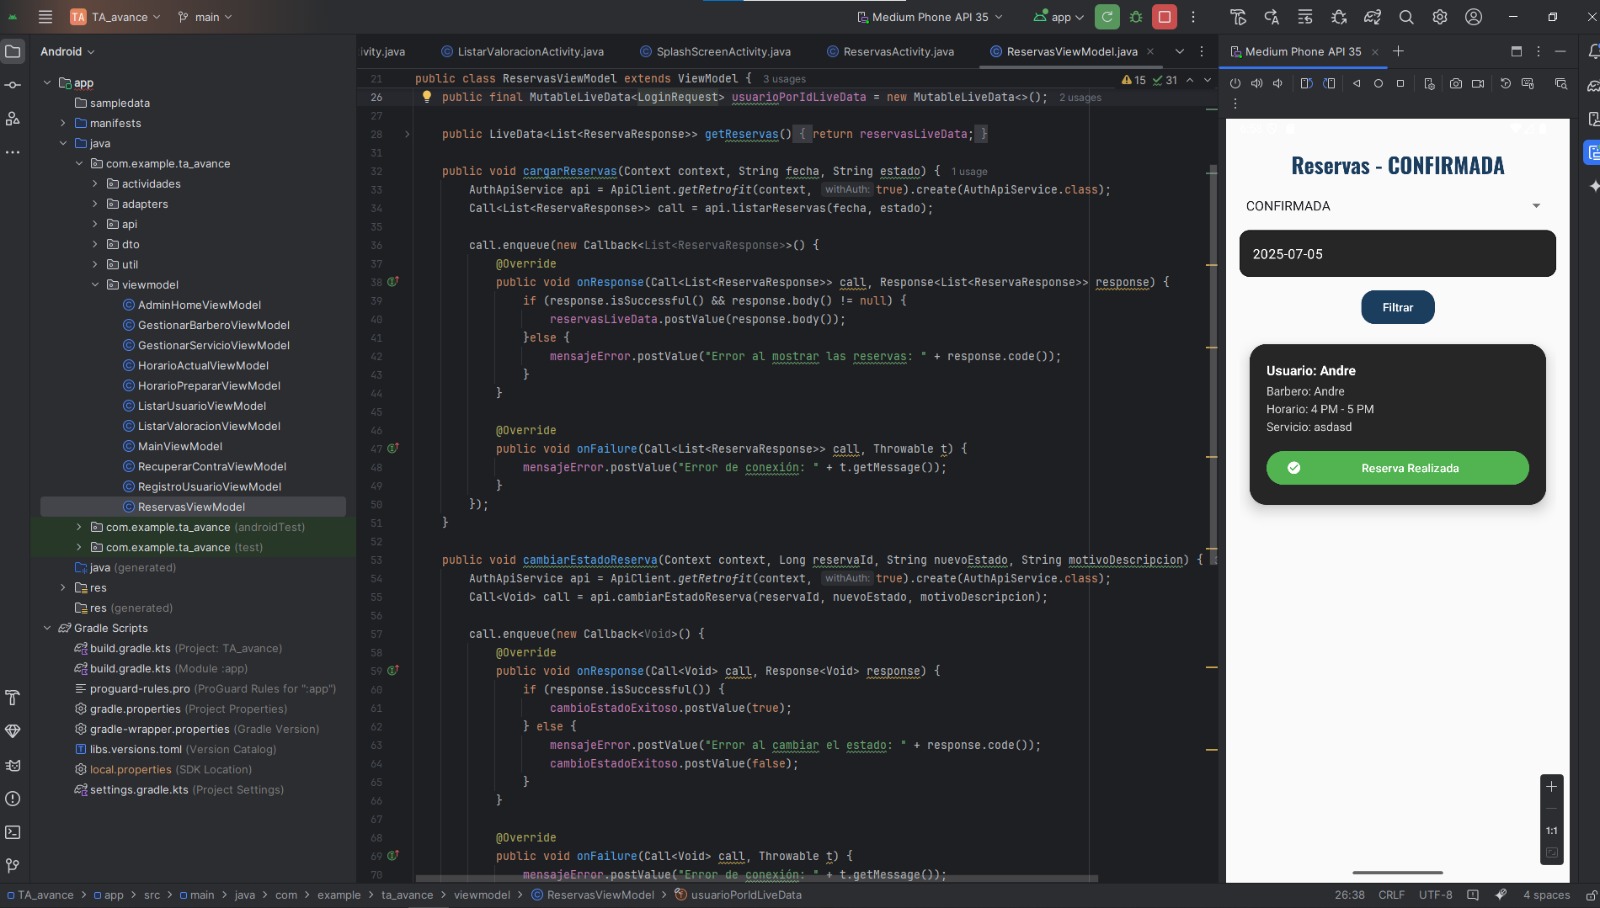 TA TA_avance main Medium Phone API 35 app
Android
app
sampledata
manifests
java
com.example.ta_avance
actividades
adapters
api
dto
util
viewmodel
AdminHomeViewModel
GestionarBarberoViewModel
GestionarServicioViewModel
HorarioActualViewModel
HorarioPrepararViewModel
ListarUsuarioViewModel
ListarValoracionViewModel
MainViewModel
RecuperarContraViewModel
RegistroUsuarioViewModel
ReservasViewModel
com.example.ta_avance (androidTest)
com.example.ta_avance (test)
java (generated)
res
res (generated)
Gradle Scripts
build.gradle.kts (Project: TA_avance)
build.gradle.kts (Module :app)
proguard-rules.pro (ProGuard Rules for ":app")
gradle.properties (Project Properties)
gradle-wrapper.properties (Gradle Version)
libs.versions.toml (Version Catalog)
local.properties (SDK Location)
settings.gradle.kts (Project Settings)
ivity.java ListarValoracionActivity.java SplashScreenActivity.java ReservasActivity.java ReservasViewModel.java
15 31
21 public class ReservasViewModel extends ViewModel { 3 usages
26 public final MutableLiveData<LoginRequest> usuarioPorIdLiveData = new MutableLiveData<>(); 2 usages
27
28 public LiveData<List<ReservaResponse>> getReservas() { return reservasLiveData; }
31
32 public void cargarReservas(Context context, String fecha, String estado) { 1 usage
33 AuthApiService api = ApiClient.getRetrofit(context, withAuth: true).create(AuthApiService.class);
34 Call<List<ReservaResponse>> call = api.listarReservas(fecha, estado);
35
36 call.enqueue(new Callback<List<ReservaResponse>>() {
37 @Override
38 public void onResponse(Call<List<ReservaResponse>> call, Response<List<ReservaResponse>> response) {
39 if (response.isSuccessful() && response.body() != null) {
40 reservasLiveData.postValue(response.body());
41 }else {
42 mensajeError.postValue("Error al mostrar las reservas: " + response.code());
43 }
44 }
45
46 @Override
47 public void onFailure(Call<List<ReservaResponse>> call, Throwable t) {
48 mensajeError.postValue("Error de conexión: " + t.getMessage());
49 }
50 });
51 }
52
53 public void cambiarEstadoReserva(Context context, Long reservaId, String nuevoEstado, String motivoDescripcion) {
54 AuthApiService api = ApiClient.getRetrofit(context, withAuth: true).create(AuthApiService.class);
55 Call<Void> call = api.cambiarEstadoReserva(reservaId, nuevoEstado, motivoDescripcion);
56
57 call.enqueue(new Callback<Void>() {
58 @Override
59 public void onResponse(Call<Void> call, Response<Void> response) {
60 if (response.isSuccessful()) {
61 cambioEstadoExitoso.postValue(true);
62 } else {
63 mensajeError.postValue("Error al cambiar el estado: " + response.code());
64 cambioEstadoExitoso.postValue(false);
65 }
66 }
67
68 @Override
69 public void onFailure(Call<Void> call, Throwable t) {
70 mensajeError.postValue("Error de conexión: " + t.getMessage());
Medium Phone API 35
Reservas - CONFIRMADA
CONFIRMADA
2025-07-05
Filtrar
Usuario: Andre
Barbero: Andre
Horario: 4 PM - 5 PM
Servicio: asdasd
Reserva Realizada
1:1
TA_avance > app > src > main > java > com > example > ta_avance > viewmodel > ReservasViewModel > usuarioPorIdLiveData
26:38 CRLF UTF-8 4 spaces